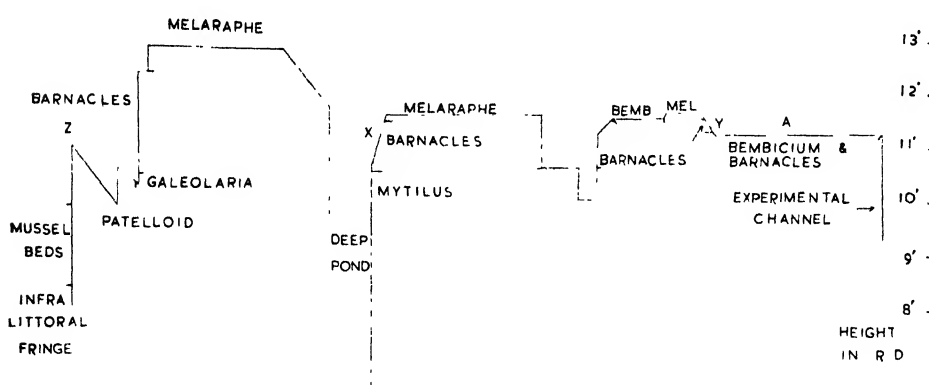 MELARAPHE
13'
12'
BARNACLES
Z
MELARAPHE
BEMB
MEL
X
BARNACLES
Y
A
11'
BEMBICIUM &
BARNACLES
BARNACLES
GALEOLARIA
MYTILUS
EXPERIMENTAL
CHANNEL
10'
PATELLOID
MUSSEL
BEDS
DEEP
POND
9'
INFRA
LITTORAL
FRINGE
8'
HEIGHT
IN R D